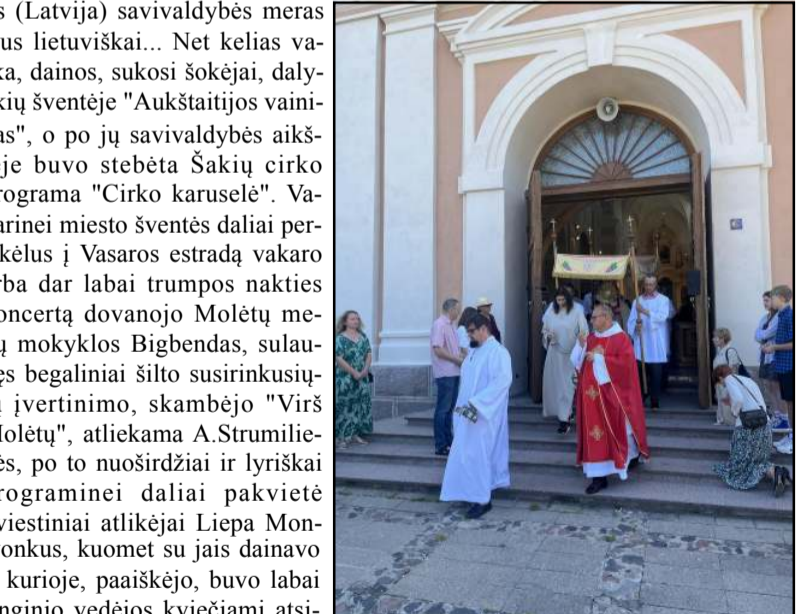 s (Latvija) savivaldybės meras
us lietuviškai... Net kelias va-
ka, dainos, sukosi šokėjai, daly-
kių šventėje "Aukštaitijos vaini-
as", o po jų savivaldybės aikš-
je buvo stebėta Šakių cirko
rograma "Cirko karuselė". Va-
arinei miesto šventės daliai per-
kėlus į Vasaros estradą vakaro
rba dar labai trumpos nakties
oncertą dovanojo Molėtų me-
ų mokyklos Bigbendas, sulau-
ęs begaliniai šilto susirinkusių-
įvertinimo, skambėjo "Virš
Molėtų", atliekama A.Strumilie-
ės, po to nuoširdžiai ir lyriškai
rograminei daliai pakvietė
viestiniai atlikėjai Liepa Mon-
vonkus, kuomet su jais dainavo
kurioje, paaiškėjo, buvo labai
nginio vedėjos kviečiami atsi-